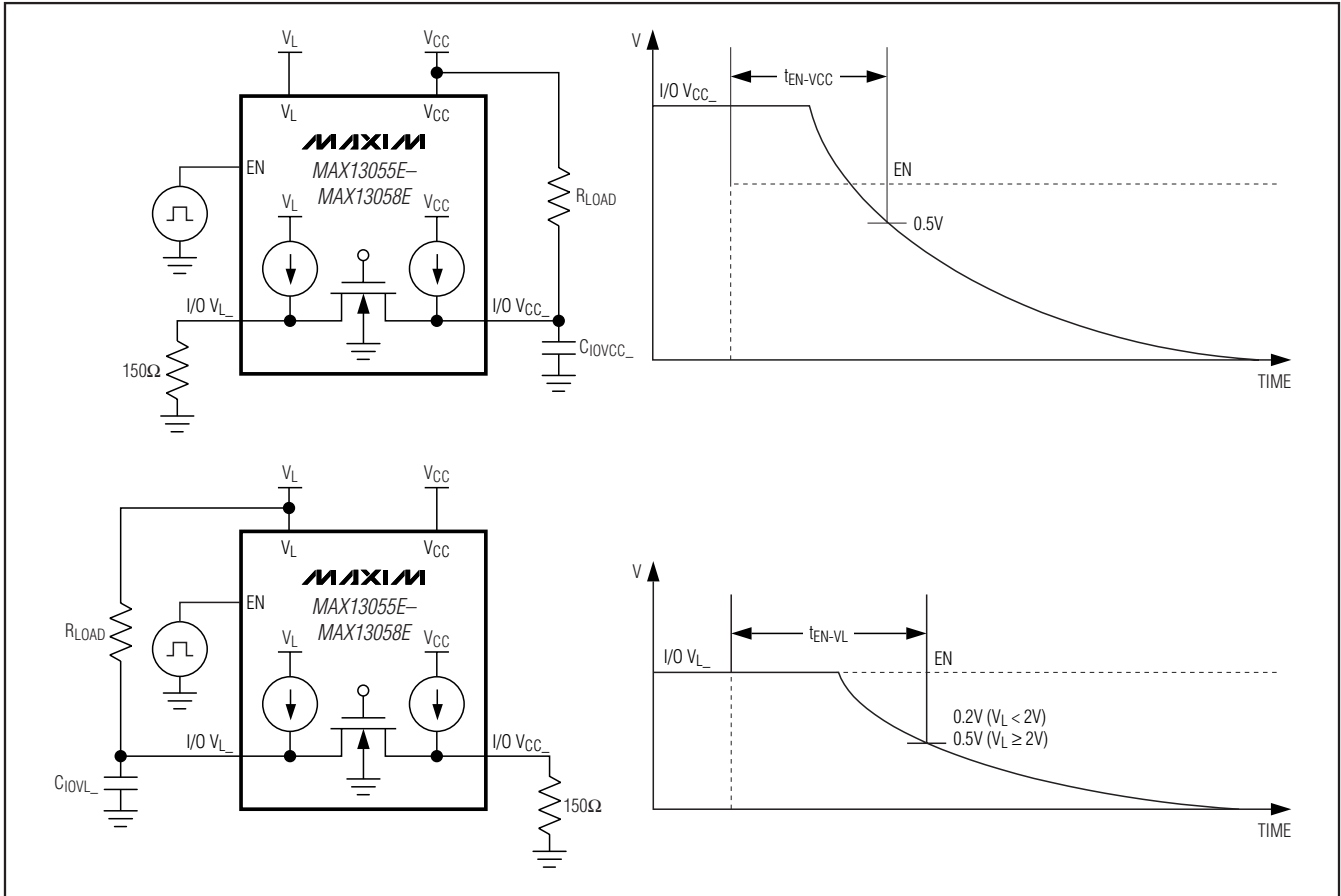 VL
VCC
VL
VCC
MAXIM
EN
MAX13055E–
MAX13058E
VL
VCC
RLOAD
I/O VL_
I/O VCC_
150Ω
CIOVCC_
V
tEN-VCC
I/O VCC_
EN
0.5V
TIME
VL
VCC
VL
VCC
MAXIM
EN
MAX13055E–
MAX13058E
RLOAD
VL
VCC
I/O VL_
I/O VCC_
CIOVL_
150Ω
V
tEN-VL
I/O VL_
EN
0.2V (VL < 2V)
0.5V (VL ≥ 2V)
TIME